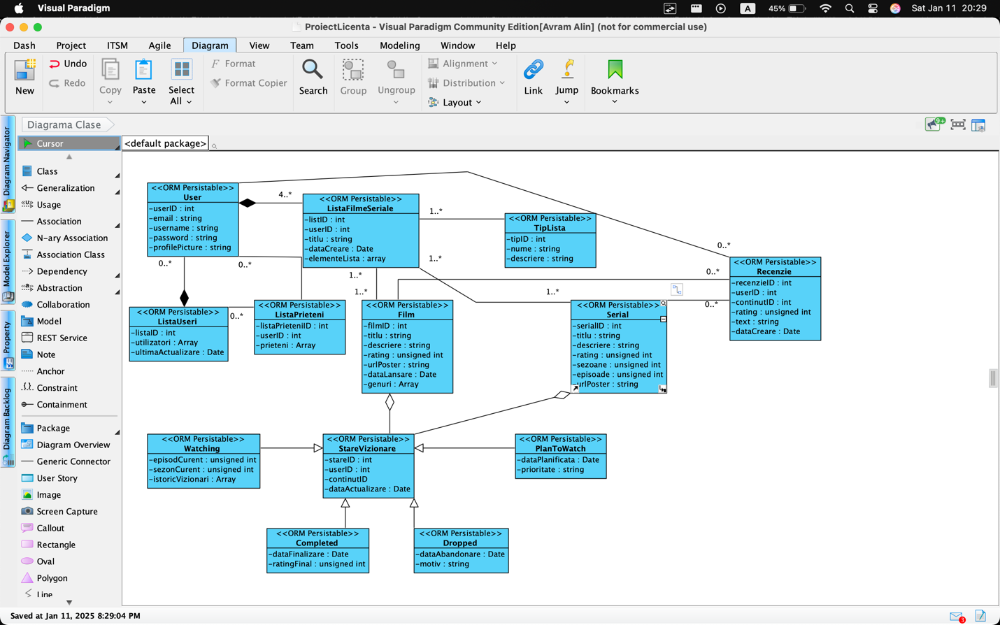 Visual Paradigm
A
45%
Sat Jan 11 20:29
ProjectLicenta - Visual Paradigm Community Edition[Avram Alin] (not for commercial use)
Dash
Project
ITSM
Agile
Diagram
View
Team
Tools
Modeling
Window
Help
New
Undo
Redo
Copy
Paste
Select
All
Format
Format Copier
Search
Group
Ungroup
Alignment
Distribution
Layout
Link
Jump
Bookmarks
Diagrama Clase
9+
Diagram Navigator
Model Explorer
Property
Diagram Backlog
Cursor
Class
Generalization
Usage
Association
N-ary Association
Association Class
Dependency
Abstraction
Collaboration
Model
REST Service
Note
Anchor
Constraint
Containment
Package
Diagram Overview
Generic Connector
User Story
Image
Screen Capture
Callout
Rectangle
Oval
Polygon
Line
<default package>
<<ORM Persistable>>
User
-userID : int
-email : string
-username : string
-password : string
-profilePicture : string
4..*
<<ORM Persistable>>
ListaFilmeSeriale
-listID : int
-userID : int
-titlu : string
-dataCreare : Date
-elementeLista : array
1..*
<<ORM Persistable>>
TipLista
-tipID : int
-nume : string
-descriere : string
0..*
<<ORM Persistable>>
Recenzie
-recenzieID : int
-userID : int
-continutID : int
-rating : unsigned int
-text : string
-dataCreare : Date
0..*
0..*
1..*
1..*
0..*
1..*
1..*
0..*
0..*
<<ORM Persistable>>
ListaUseri
-listaID : int
-utilizatori : Array
-ultimaActualizare : Date
<<ORM Persistable>>
ListaPrieteni
-listaPrieteniID : int
-userID : int
-prieteni : Array
<<ORM Persistable>>
Film
-filmID : int
-titlu : string
-descriere : string
-rating : unsigned int
-urlPoster : string
-dataLansare : Date
-genuri : Array
<<ORM Persistable>>
Serial
-serialID : int
-titlu : string
-descriere : string
-rating : unsigned int
-sezoane : unsigned int
-episoade : unsigned int
-urlPoster : string
<<ORM Persistable>>
Watching
-episodCurent : unsigned int
-sezonCurent : unsigned int
-istoricVizionari : Array
<<ORM Persistable>>
StareVizionare
-stareID : int
-userID : int
-continutID
-dataActualizare : Date
<<ORM Persistable>>
PlanToWatch
-dataPlanificata : Date
-prioritate : string
<<ORM Persistable>>
Completed
-dataFinalizare : Date
-ratingFinal : unsigned int
<<ORM Persistable>>
Dropped
-dataAbandonare : Date
-motiv : string
Saved at Jan 11, 2025 8:29:04 PM
3